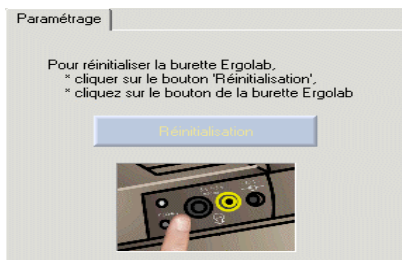 Paramétrage
Pour réinitialiser la burette Ergolab,
* cliquer sur le bouton 'Réinitialisation',
* cliquez sur le bouton de la burette Ergolab
Réinitialisation